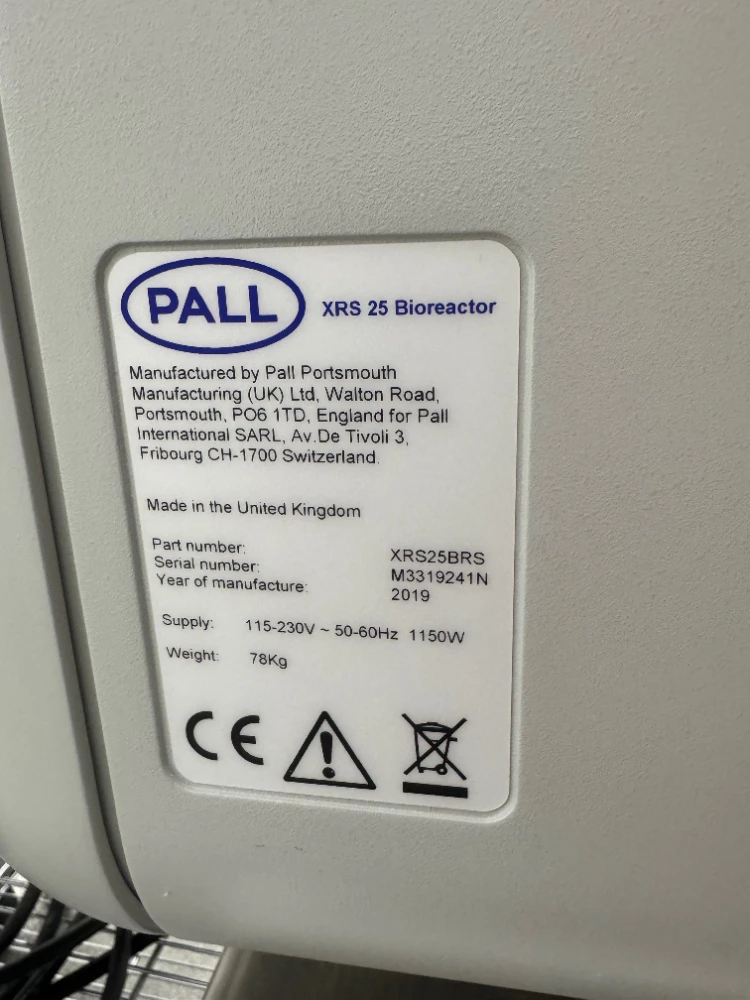 PALL XRS 25 Bioreactor
Manufactured by Pall Portsmouth
Manufacturing (UK) Ltd, Walton Road,
Portsmouth, PO6 1TD, England for Pall
International SARL, Av.De Tivoli 3,
Fribourg CH-1700 Switzerland.
Made in the United Kingdom
Part number: XRS25BRS
Serial number: M3319241N
Year of manufacture: 2019
Supply: 115-230V ~ 50-60Hz 1150W
Weight: 78Kg
CE